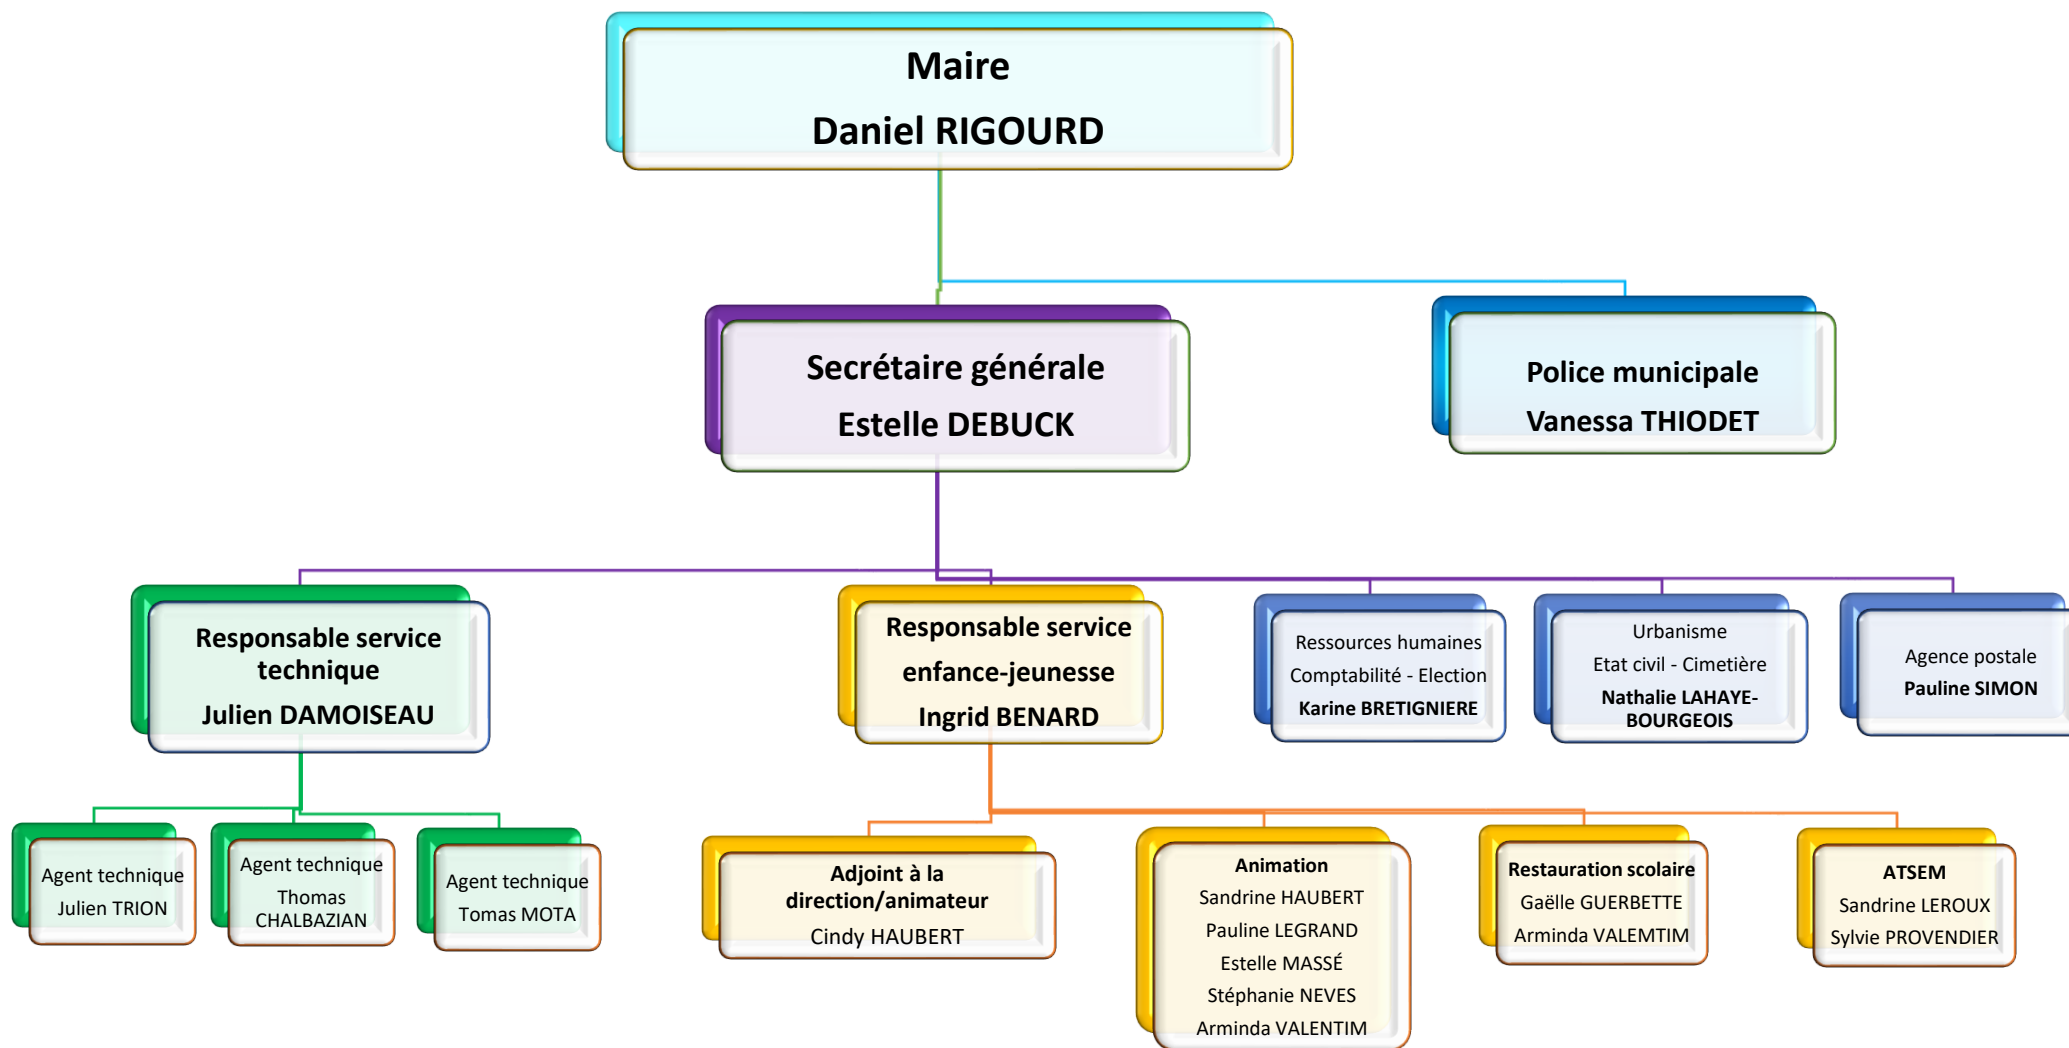 Maire
Daniel RIGOURD
Secrétaire générale
Estelle DEBUCK
Police municipale
Vanessa THIODET
Responsable service
technique
Julien DAMOISEAU
Responsable service
enfance-jeunesse
Ingrid BENARD
Ressources humaines
Comptabilité - Election
Karine BRETIGNIERE
Urbanisme
Etat civil - Cimetière
Nathalie LAHAYE-
BOURGEOIS
Agence postale
Pauline SIMON
Agent technique
Julien TRION
Agent technique
Thomas
CHALBAZIAN
Agent technique
Tomas MOTA
Adjoint à la
direction/animateur
Cindy HAUBERT
Animation
Sandrine HAUBERT
Pauline LEGRAND
Estelle MASSÉ
Stéphanie NEVES
Arminda VALENTIM
Restauration scolaire
Gaëlle GUERBETTE
Arminda VALEMTIM
ATSEM
Sandrine LEROUX
Sylvie PROVENDIER